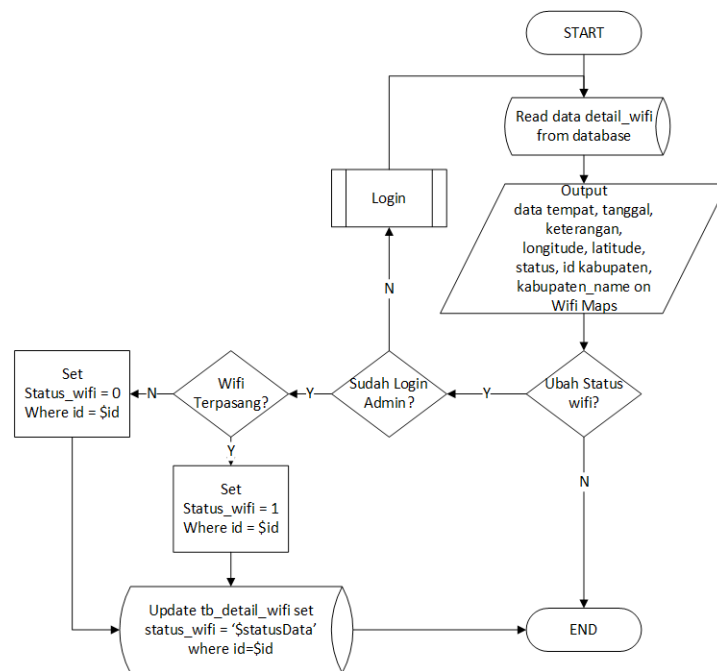 START
Read data detail_wifi
from database
Login
Output
data tempat, tanggal,
keterangan,
longitude, latitude,
status, id kabupaten,
kabupaten_name on
Wifi Maps
N
Set
Status_wifi = 0
Where id = $id
N
Wifi
Terpasang?
Y
Sudah Login
Admin?
Y
Ubah Status
wifi?
Y
N
Set
Status_wifi = 1
Where id = $id
Update tb_detail_wifi set
status_wifi = ‘$statusData’
where id=$id
END